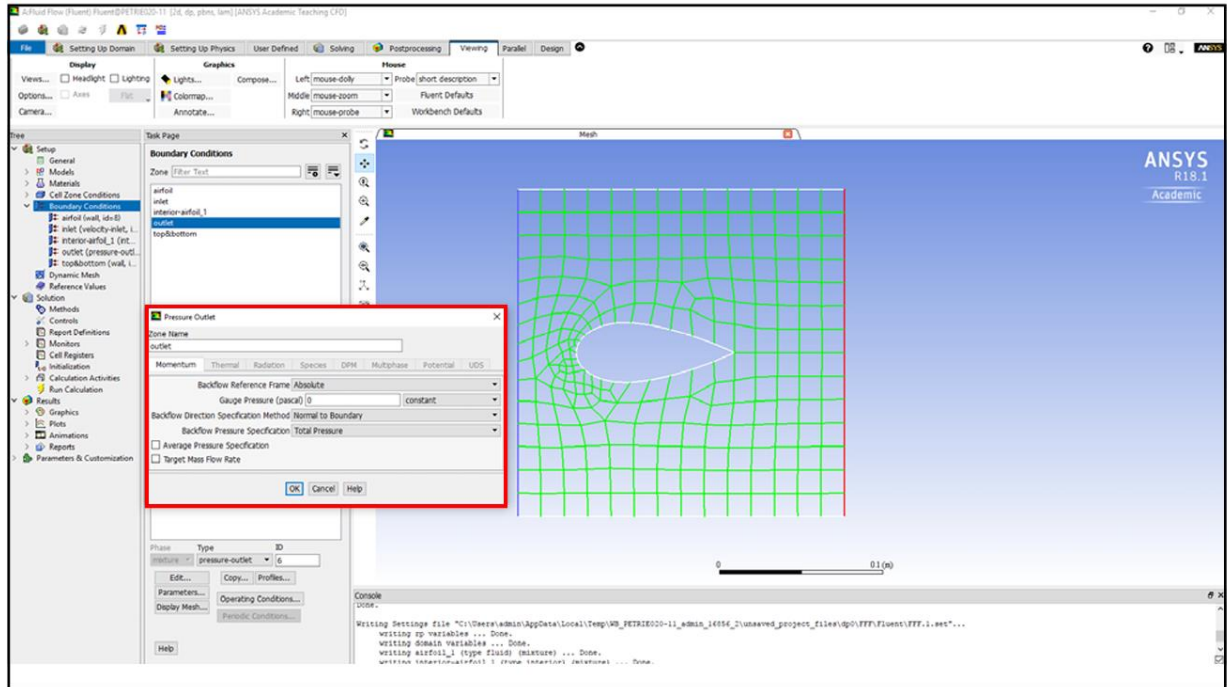 A:Fluid Flow (Fluent) Fluent@PETRIE020-11 [2d, dp, pbns, lam] [ANSYS Academic Teaching CFD]
File Setting Up Domain Setting Up Physics User Defined Solving Postprocessing Viewing Parallel Design ANSYS
Display Graphics Mouse
Views... Headlight Lighting Lights... Compose... Left mouse-dolly Probe short description
Options... Axes Colormap... Middle mouse-zoom Fluent Defaults
Camera... Annotate... Right mouse-probe Workbench Defaults
Tree
Setup
General
Models
Materials
Cell Zone Conditions
Boundary Conditions
airfoil (wall, id=8)
inlet (velocity-inlet, i...
interior-airfoil_1 (int...
outlet (pressure-outl...
top&bottom (wall, i...
Dynamic Mesh
Reference Values
Solution
Methods
Controls
Report Definitions
Monitors
Cell Registers
Initialization
Calculation Activities
Run Calculation
Results
Graphics
Plots
Animations
Reports
Parameters & Customization
Task Page
Boundary Conditions
Zone Filter Text
airfoil
inlet
interior-airfoil_1
outlet
top&bottom
Pressure Outlet
Zone Name
outlet
Momentum Thermal Radiation Species DPM Multiphase Potential UDS
Backflow Reference Frame Absolute
Gauge Pressure (pascal) 0 constant
Backflow Direction Specification Method Normal to Boundary
Backflow Pressure Specification Total Pressure
Average Pressure Specification
Target Mass Flow Rate
OK Cancel Help
Phase Type ID
mixture pressure-outlet 6
Edit... Copy... Profiles...
Parameters... Operating Conditions...
Display Mesh... Periodic Conditions...
Help
Mesh
ANSYS
R18.1
Academic
0 0.1 (m)
Console
Done.
Writing Settings file "C:\Users\admin\AppData\Local\Temp\WB_PETRIE020-11_admin_16856_2\unsaved_project_files\dp0\FFF\Fluent\FFF.1.set"...
writing rp variables ... Done.
writing domain variables ... Done.
writing airfoil_1 (type fluid) (mixture) ... Done.
writing interior-airfoil_1 (type interior) (mixture) ... Done.